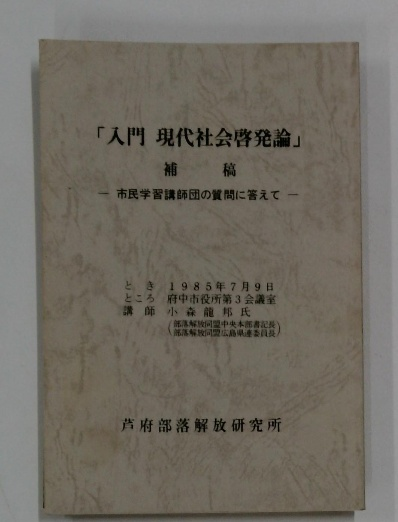 「入門 現代社会啓発論」
補 稿
― 市民学習講師団の質問に答えて ―
と き 1985年7月9日
ところ 府中市役所第3会議室
講 師 小森龍邦氏
(部落解放同盟中央本部書記長
部落解放同盟広島県連委員長)
芦府部落解放研究所